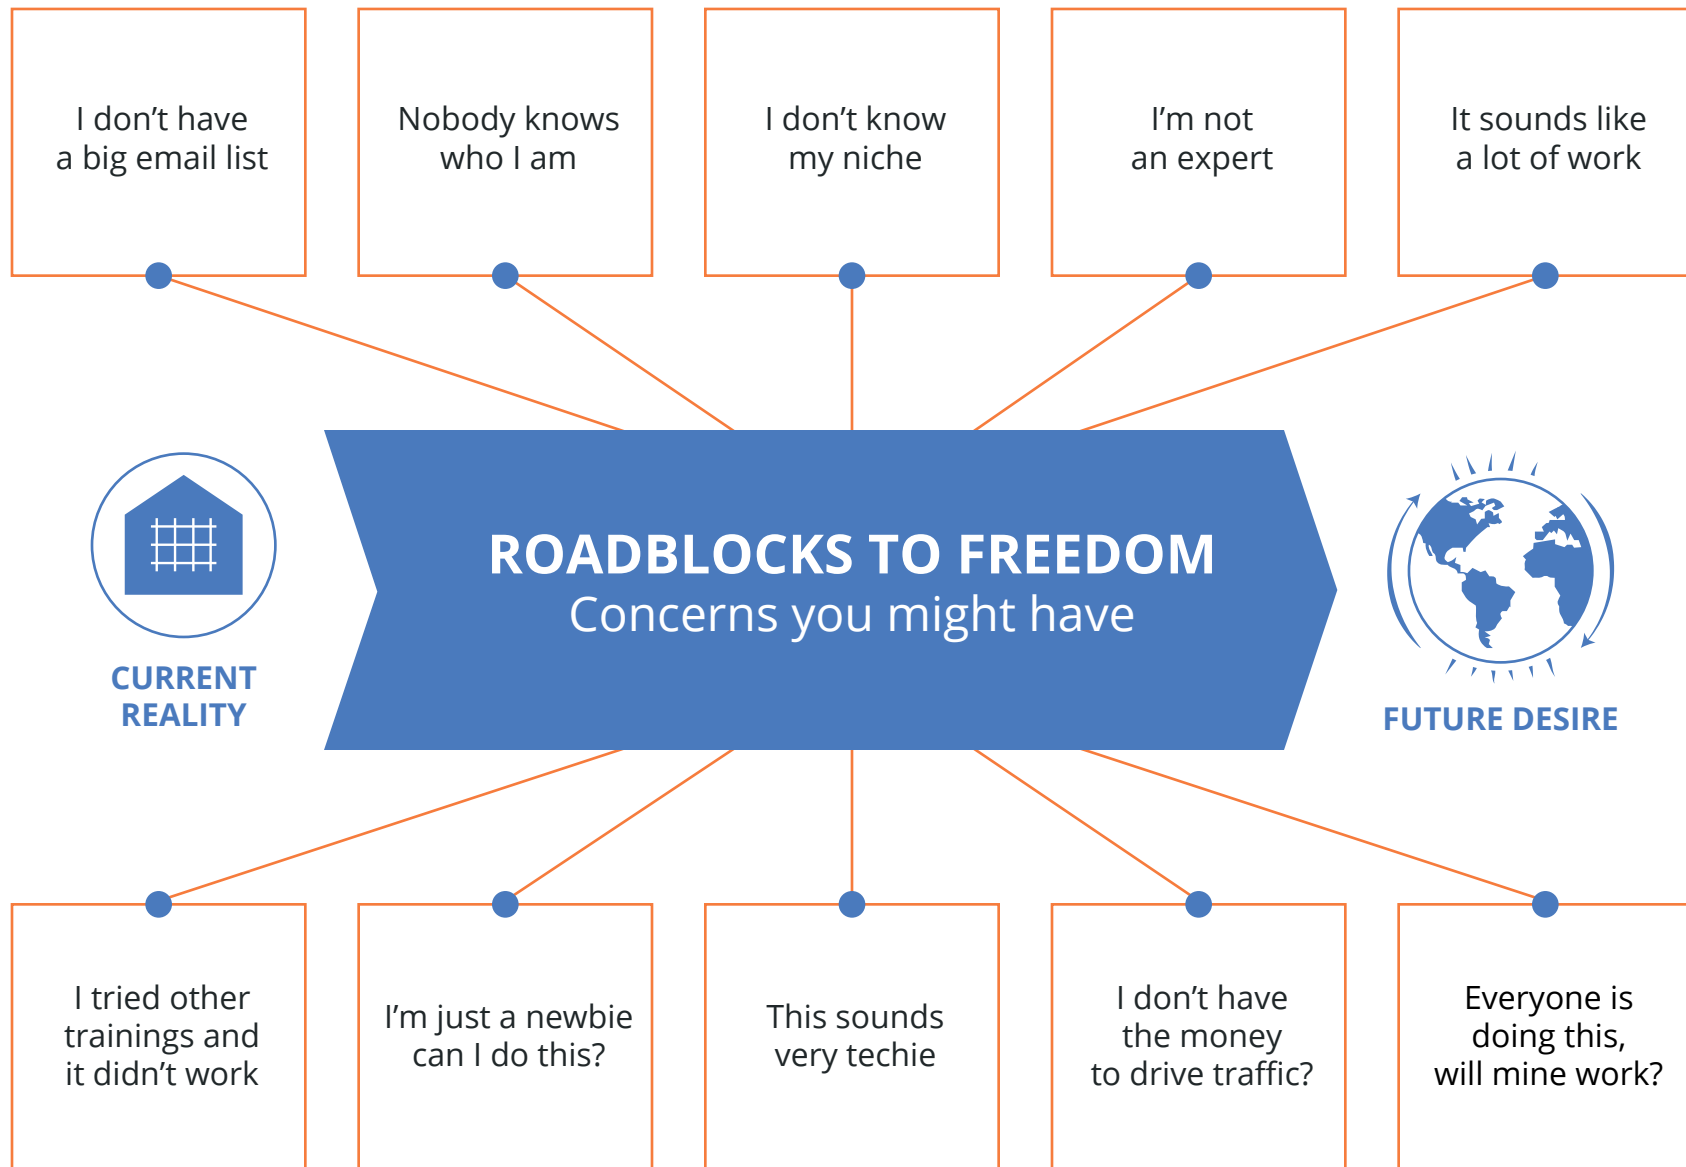 I don’t have
a big email list
Nobody knows
who I am
I don’t know
my niche
I’m not
an expert
It sounds like
a lot of work
ROADBLOCKS TO FREEDOM
Concerns you might have
CURRENT
REALITY
FUTURE DESIRE
I tried other
trainings and
it didn’t work
I’m just a newbie
can I do this?
This sounds
very techie
I don’t have
the money
to drive traffic?
Everyone is
doing this,
will mine work?